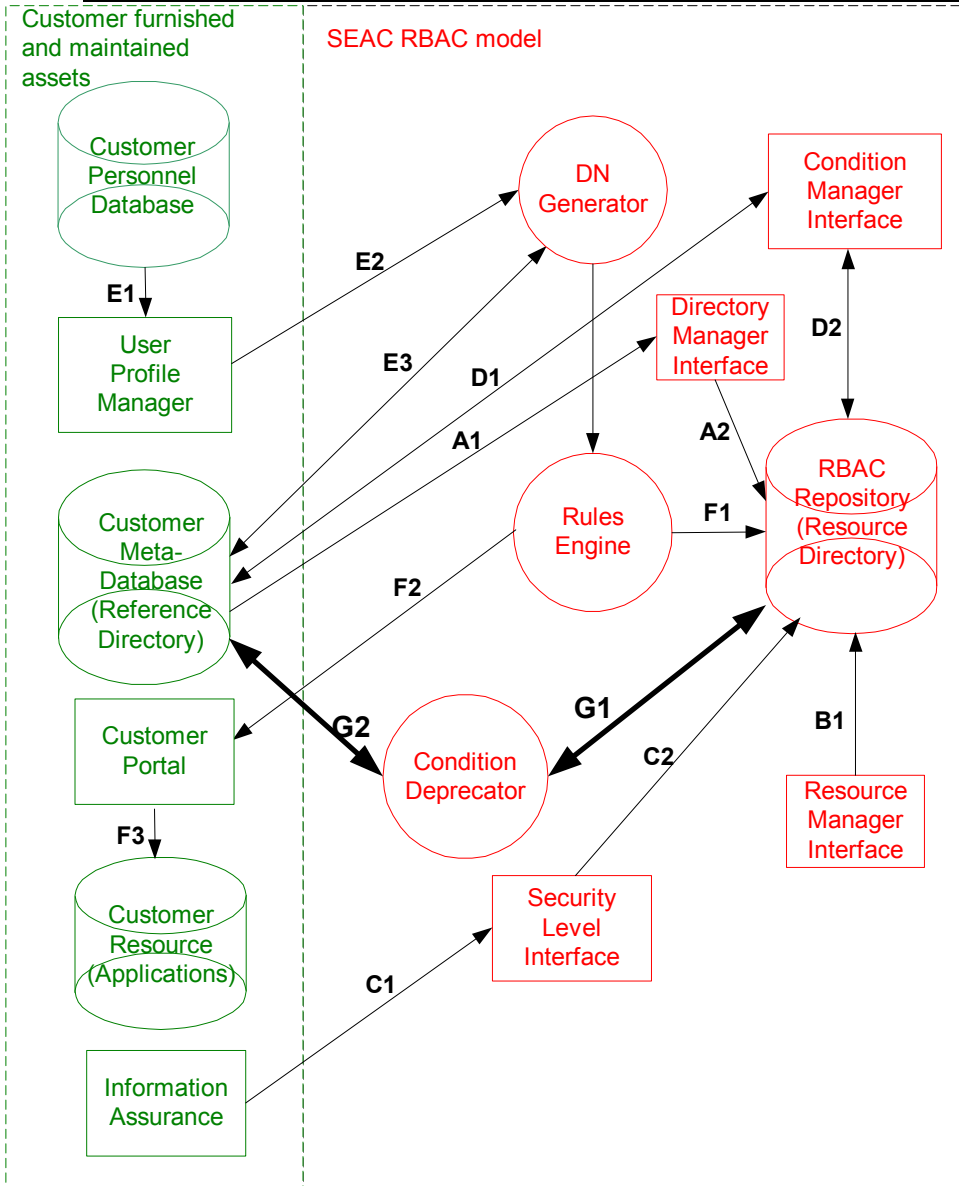 Customer furnished
and maintained
assets
SEAC RBAC model
Customer
Personnel
Database
DN
Generator
Condition
Manager
Interface
E1
E2
User
Profile
Manager
E3
D1
Directory
Manager
Interface
D2
A1
A2
Customer
Meta-
Database
(Reference
Directory)
Rules
Engine
F1
RBAC
Repository
(Resource
Directory)
F2
G2
G1
Customer
Portal
Condition
Deprecator
C2
B1
F3
Resource
Manager
Interface
Customer
Resource
(Applications)
Security
Level
Interface
C1
Information
Assurance